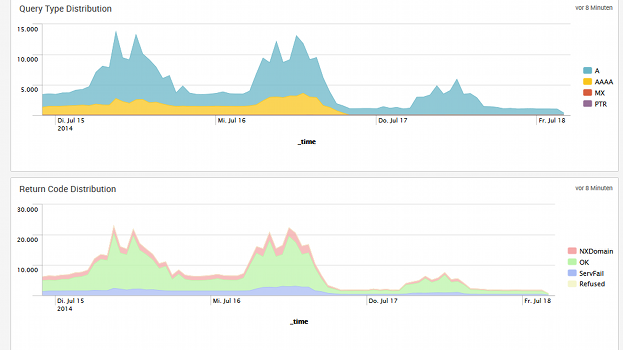 Query Type Distribution
vor 8 Minuten
15.000
10.000
5.000
A
AAAA
MX
PTR
Di. Jul 15 Mi. Jul 16 Do. Jul 17 Fr. Jul 18
2014
_time
Return Code Distribution
vor 8 Minuten
30.000
20.000
10.000
NXDomain
OK
ServFail
Refused
Di. Jul 15 Mi. Jul 16 Do. Jul 17 Fr. Jul 18
2014
_time